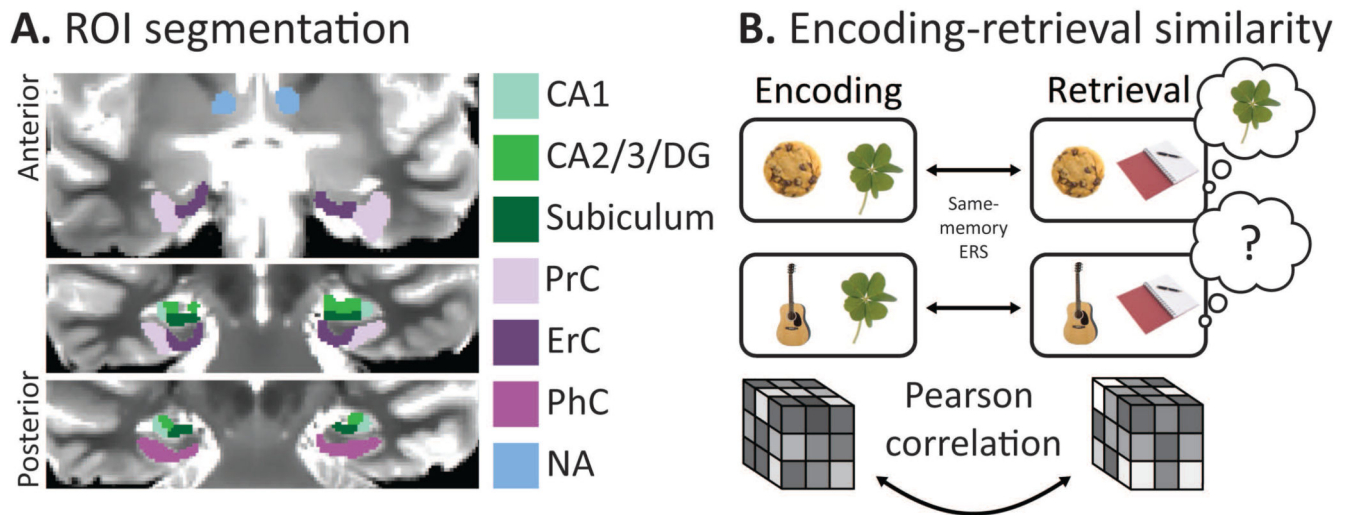 A. ROI segmentation
Anterior
Posterior
CA1
CA2/3/DG
Subiculum
PrC
ErC
PhC
NA
B. Encoding-retrieval similarity
Encoding
Retrieval
Same-
memory
ERS
?
Pearson
correlation